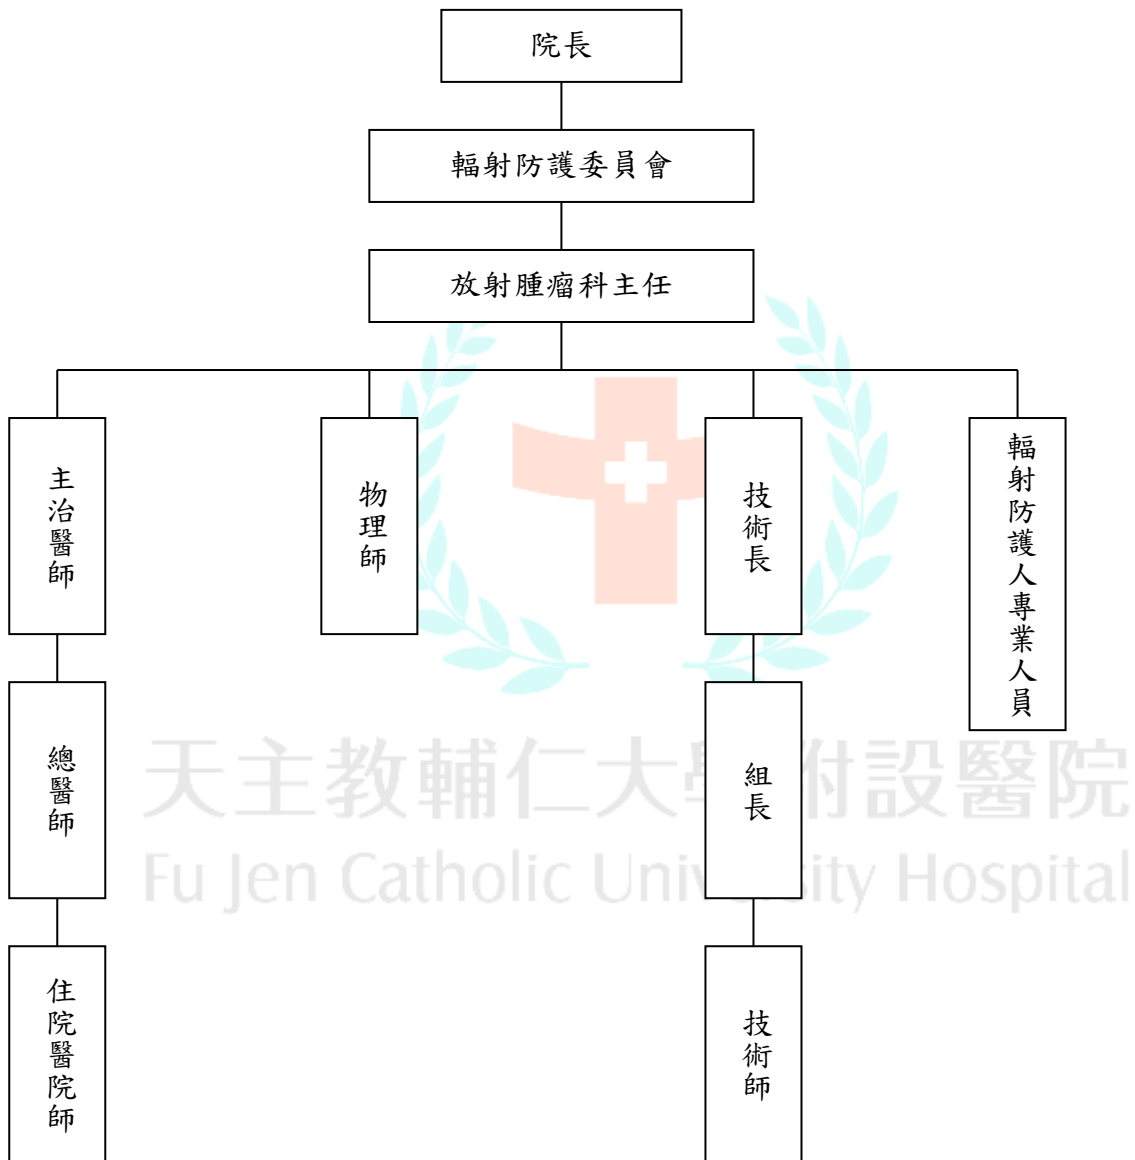 院長
輻射防護委員會
放射腫瘤科主任
主治醫師
物理師
技術長
輻射防護人專業人員
總醫師
組長
住院醫院師
技術師
天主教輔仁大學附設醫院
Fu Jen Catholic University Hospital